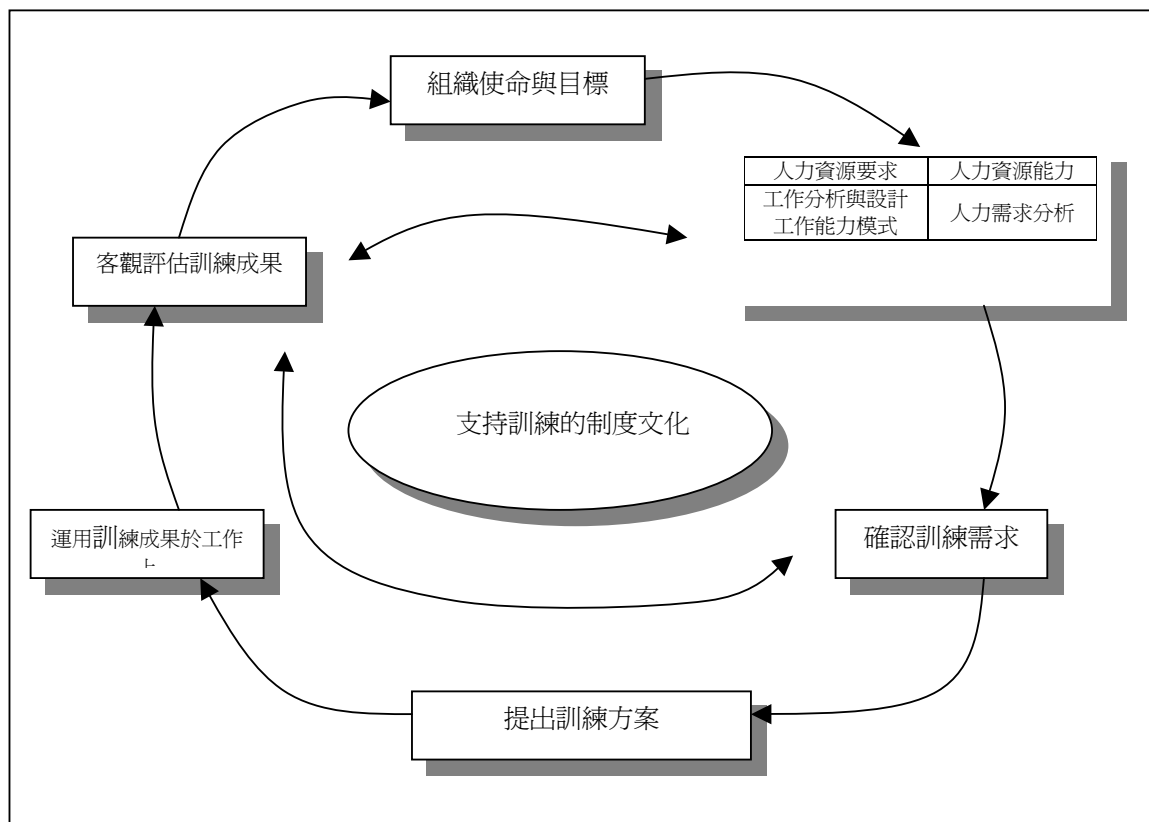 組織使命與目標
人力資源要求
人力資源能力
工作分析與設計
工作能力模式
人力需求分析
客觀評估訓練成果
支持訓練的制度文化
運用訓練成果於工作
確認訓練需求
提出訓練方案